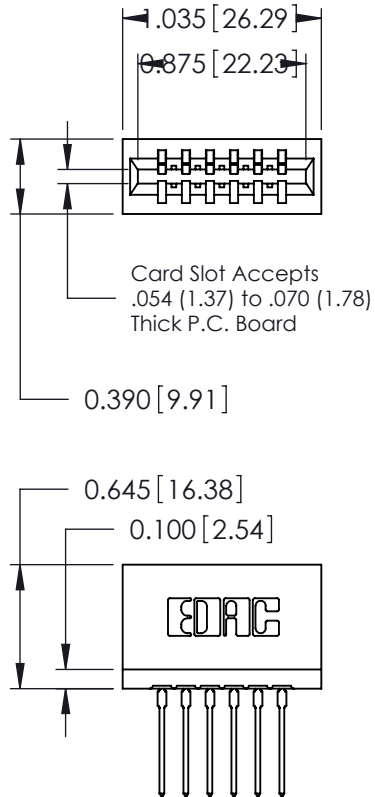 1.035 [26.29]
0.875 [22.23]
Card Slot Accepts
.054 (1.37) to .070 (1.78)
Thick P.C. Board
0.390 [9.91]
0.645 [16.38]
0.100 [2.54]
EDAC